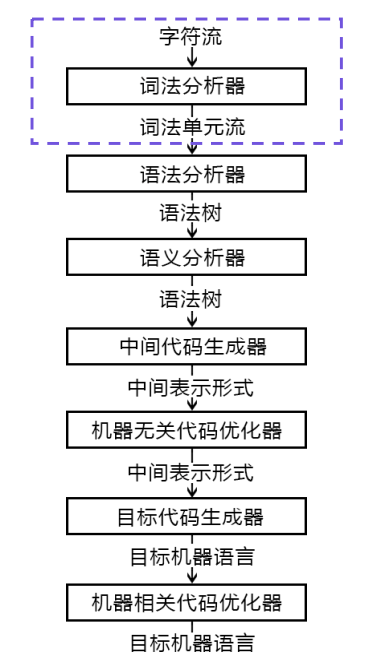 字符流
词法分析器
词法单元流
语法分析器
语法树
语义分析器
语法树
中间代码生成器
中间表示形式
机器无关代码优化器
中间表示形式
目标代码生成器
目标机器语言
机器相关代码优化器
目标机器语言